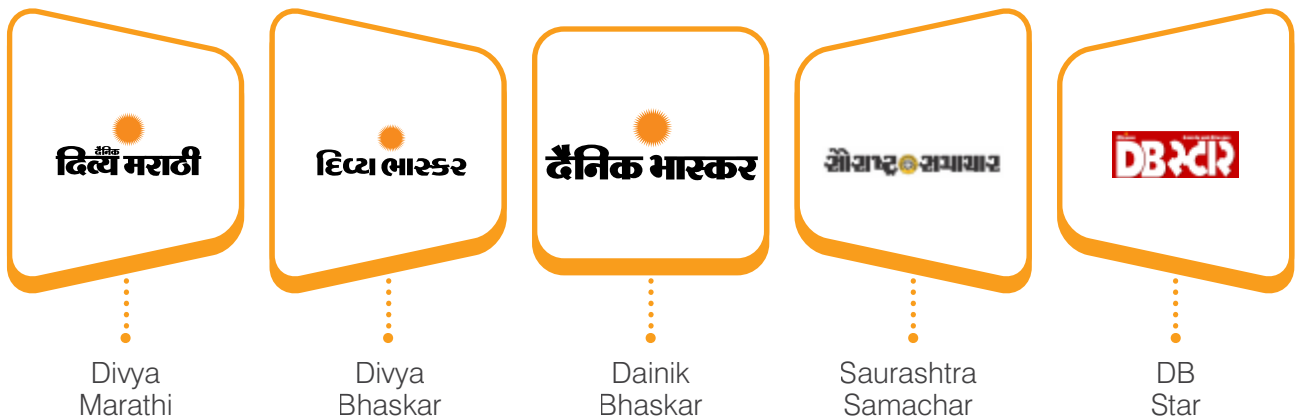 दैनिक
दिव्य मराठी
દિવ્ય ભાસ્કર
दैनिक भास्कर
સૌરાષ્ટ્ર સમાચાર
DB સ્ટાર
Divya
Marathi
Divya
Bhaskar
Dainik
Bhaskar
Saurashtra
Samachar
DB
Star